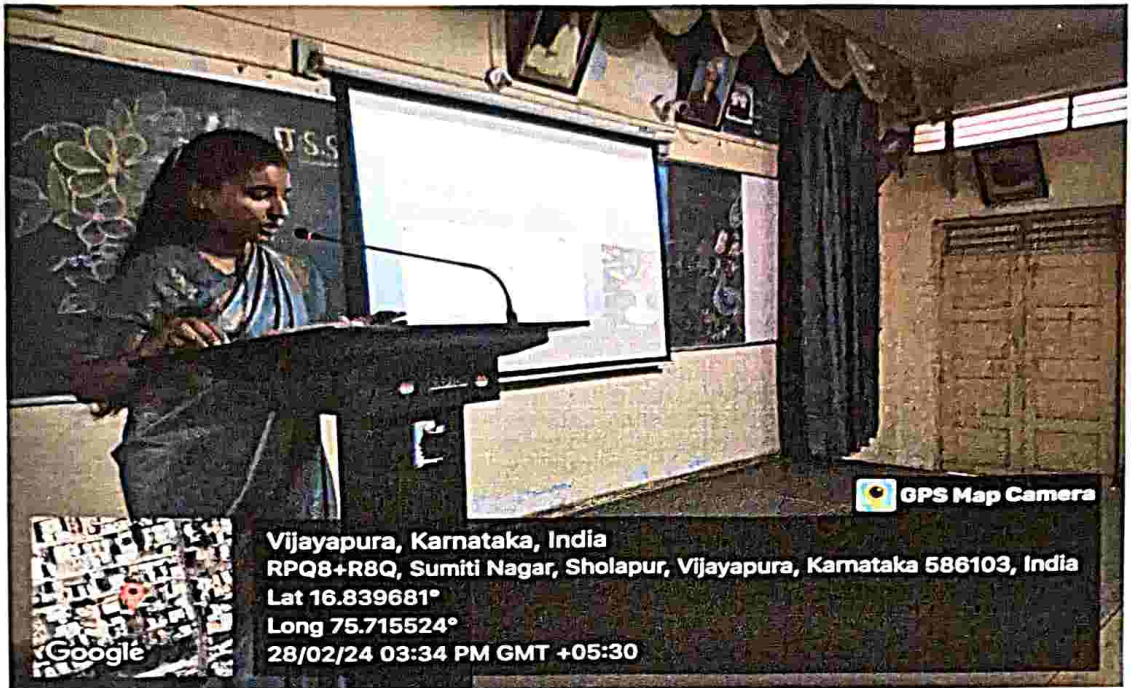 S.S
GPS Map Camera
Vijayapura, Karnataka, India
RPQ8+R8Q, Sumiti Nagar, Sholapur, Vijayapura, Karnataka 586103, India
Lat 16.839681°
Long 75.715524°
28/02/24 03:34 PM GMT +05:30
Google